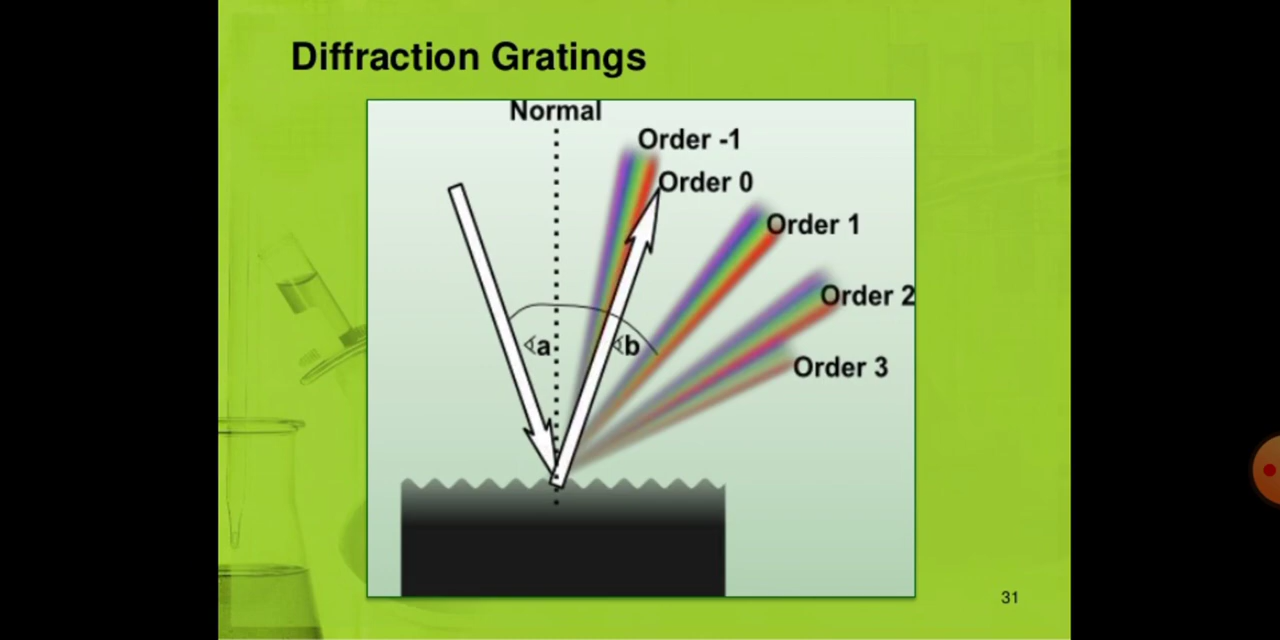 Diffraction Gratings
Normal
Order -1
Order 0
Order 1
Order 2
Order 3
∢a
∢b
31